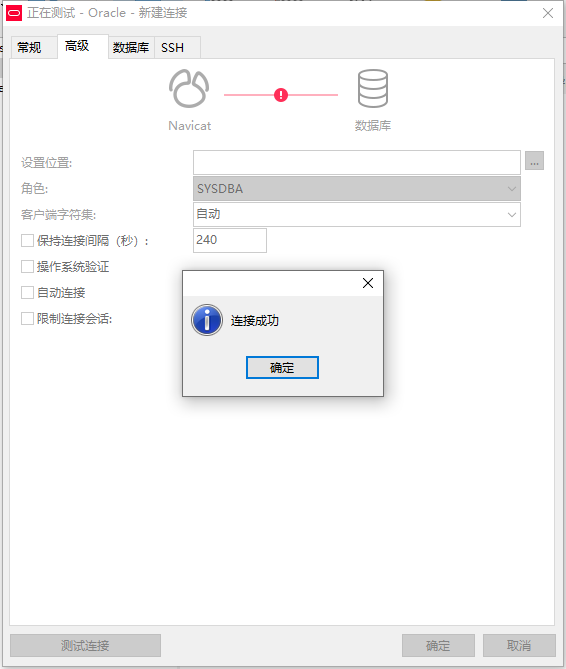 正在测试 - Oracle - 新建连接
常规 高级 数据库 SSH
Navicat 数据库
设置位置: ...
角色: SYSDBA
客户端字符集: 自动
保持连接间隔（秒）: 240
操作系统验证
自动连接
限制连接会话:
连接成功
确定
测试连接 确定 取消